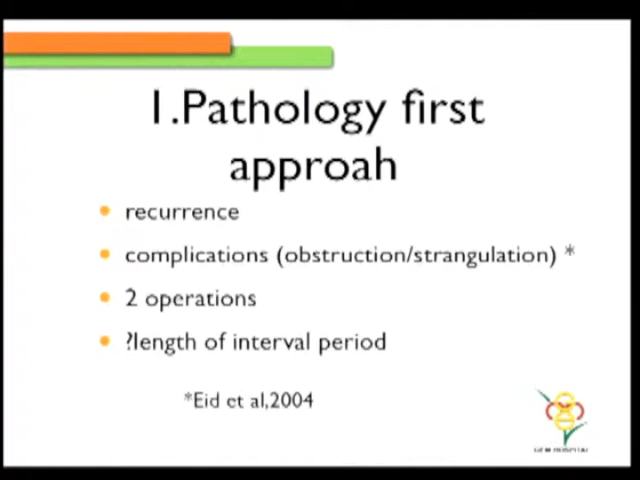 1.Pathology first
approah
recurrence
complications (obstruction/strangulation) *
2 operations
?length of interval period
*Eid et al,2004